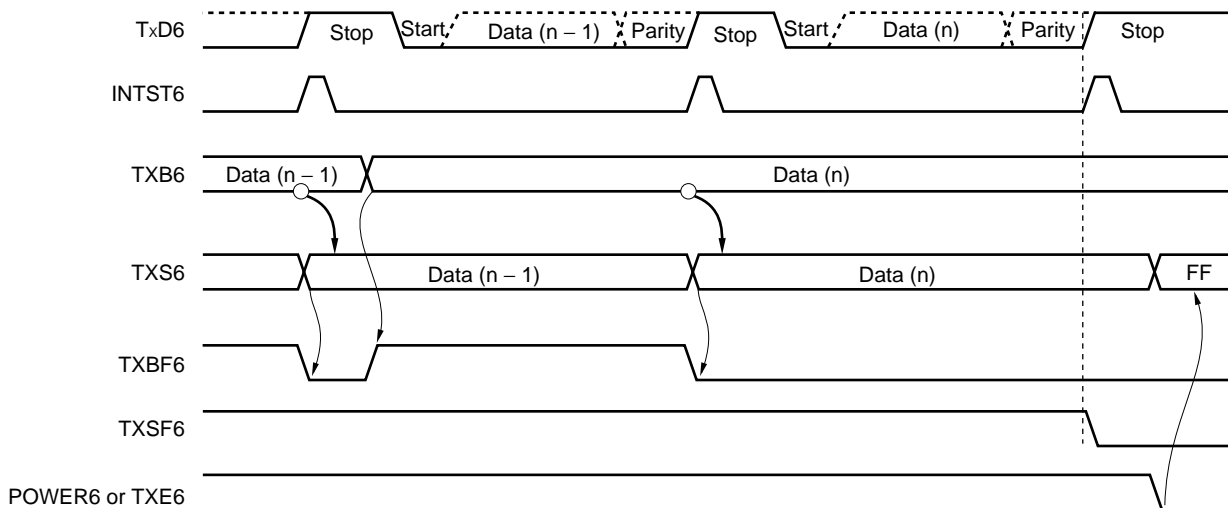 TxD6 Stop Start Data (n − 1) Parity Stop Start Data (n) Parity Stop
INTST6
TXB6 Data (n − 1) Data (n)
TXS6 Data (n − 1) Data (n) FF
TXBF6
TXSF6
POWER6 or TXE6